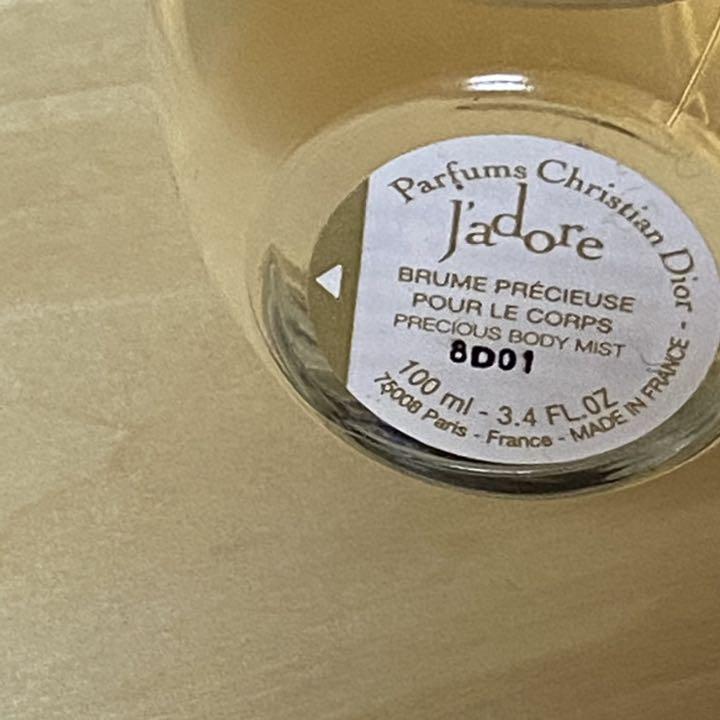 Parfums Christian Dior
J'adore
BRUME PRÉCIEUSE
POUR LE CORPS
PRECIOUS BODY MIST
8D01
100 ml - 3.4 FL.OZ
75008 Paris - France - MADE IN FRANCE -